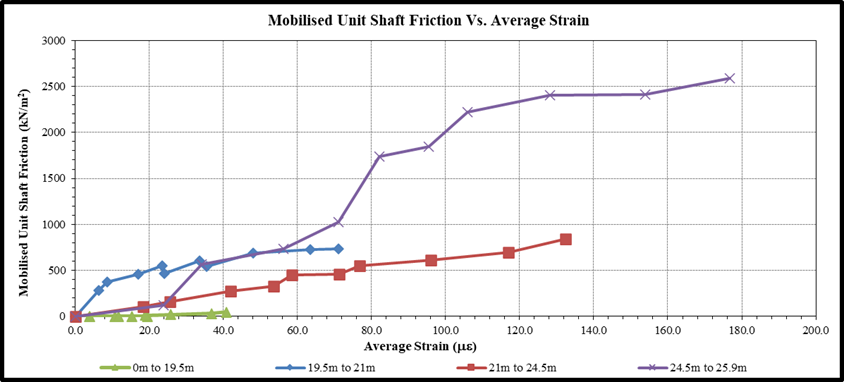 Mobilised Unit Shaft Friction Vs. Average Strain
Mobilised Unit Shaft Friction (kN/m²)
3000
2500
2000
1500
1000
500
0
0.0 20.0 40.0 60.0 80.0 100.0 120.0 140.0 160.0 180.0 200.0
Average Strain (με)
0m to 19.5m 19.5m to 21m 21m to 24.5m 24.5m to 25.9m